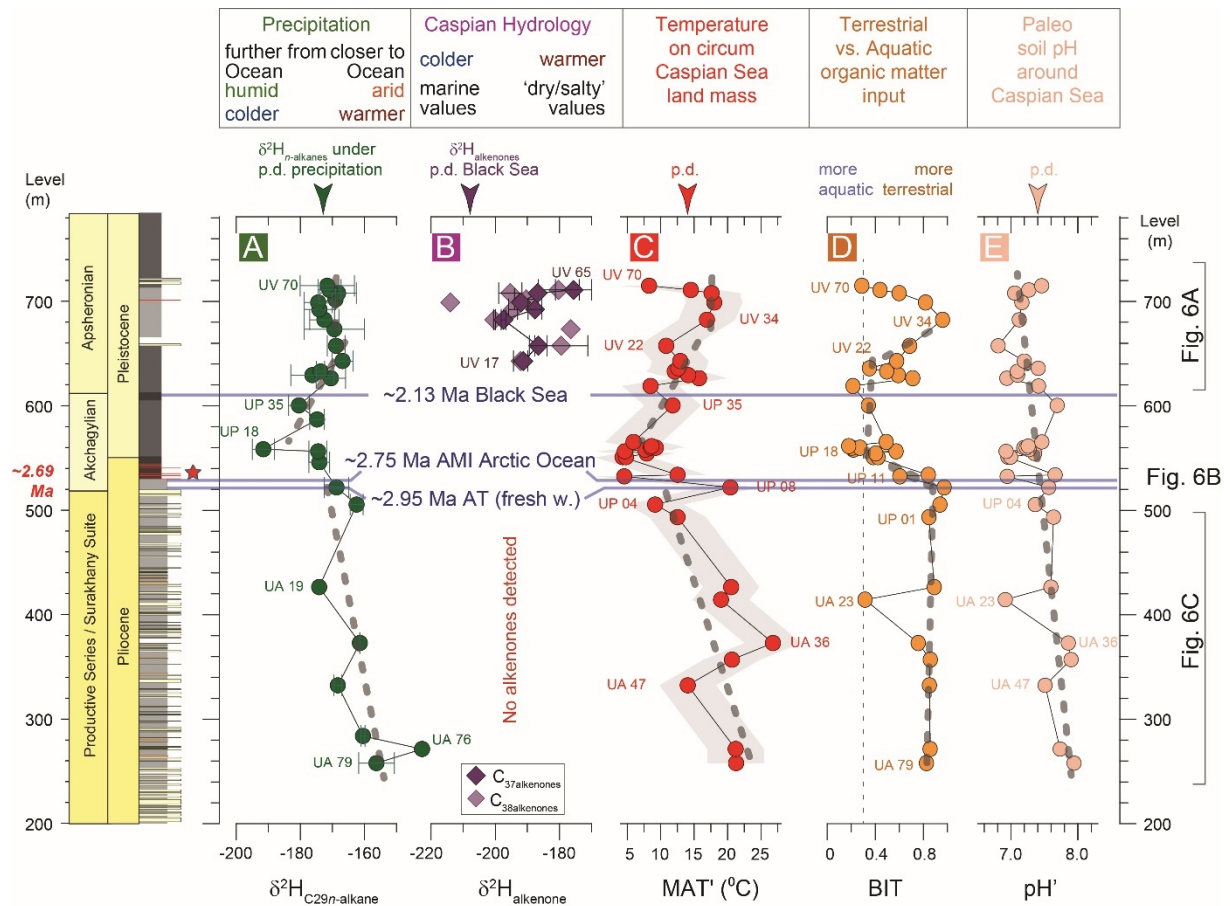 Precipitation
further from closer to
Ocean Ocean
humid arid
colder warmer
Caspian Hydrology
colder warmer
marine 'dry/salty'
values values
Temperature
on circum
Caspian Sea
land mass
Terrestrial
vs. Aquatic
organic matter
input
Paleo
soil pH
around
Caspian Sea
δ²Hn-alkanes under
p.d. precipitation
δ²Halkenones
p.d. Black Sea
p.d.
more
aquatic
more
terrestrial
p.d.
Level
(m)
Level
(m)
A
B
C
D
E
700
600
500
400
300
200
Apsheronian
Akchagylian
Productive Series / Surakhany Suite
Pleistocene
Pliocene
~2.69
Ma
UV 70
UP 35
UP 18
UA 19
UA 76
UA 79
UV 65
UV 17
~2.13 Ma Black Sea
~2.75 Ma AMI Arctic Ocean
~2.95 Ma AT (fresh w.)
No alkenones detected
C37alkenones
C38alkenones
UV 70
UV 34
UV 22
UP 35
UP 08
UP 04
UA 36
UA 47
UV 70
UV 34
UV 22
UP 18
UP 11
UP 01
UA 23
UA 79
UP 04
UA 23
UA 36
UA 47
700
600
500
400
300
200
Fig. 6A
Fig. 6B
Fig. 6C
-200 -180 -160
-220 -200 -180
5 10 15 20 25
0 0.4 0.8
7.0 8.0
δ²HC29n-alkane
δ²Halkenone
MAT' (⁰C)
BIT
pH'